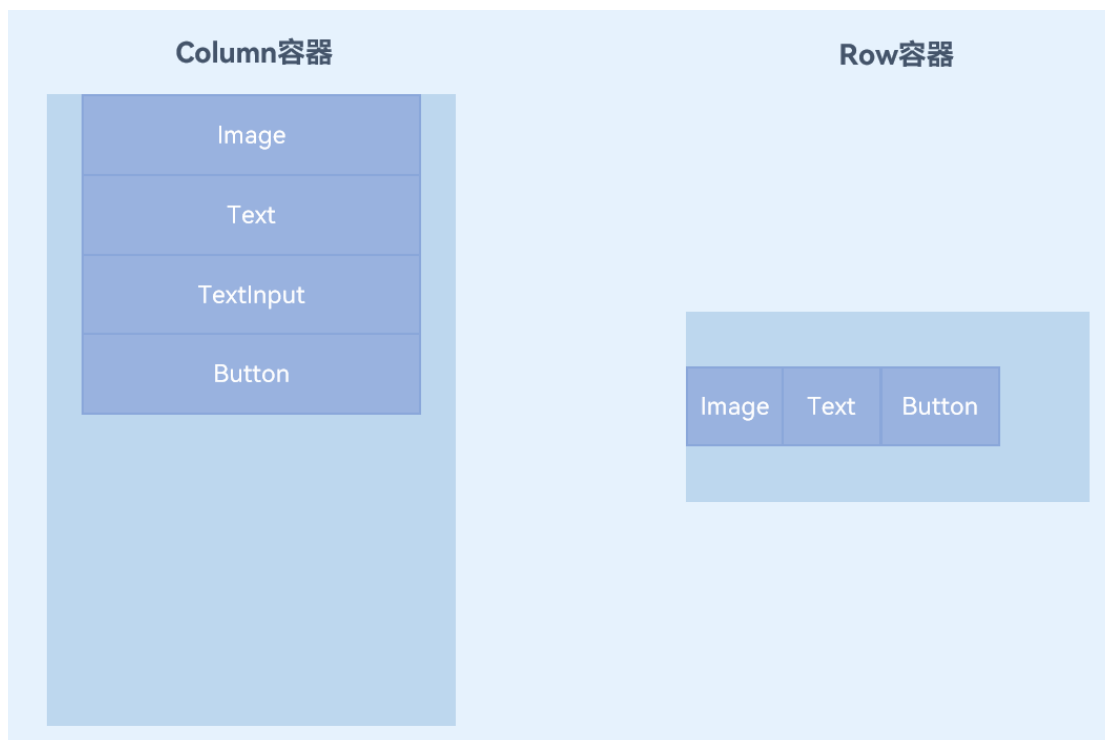 Column容器
Image
Text
TextInput
Button
Row容器
Image
Text
Button